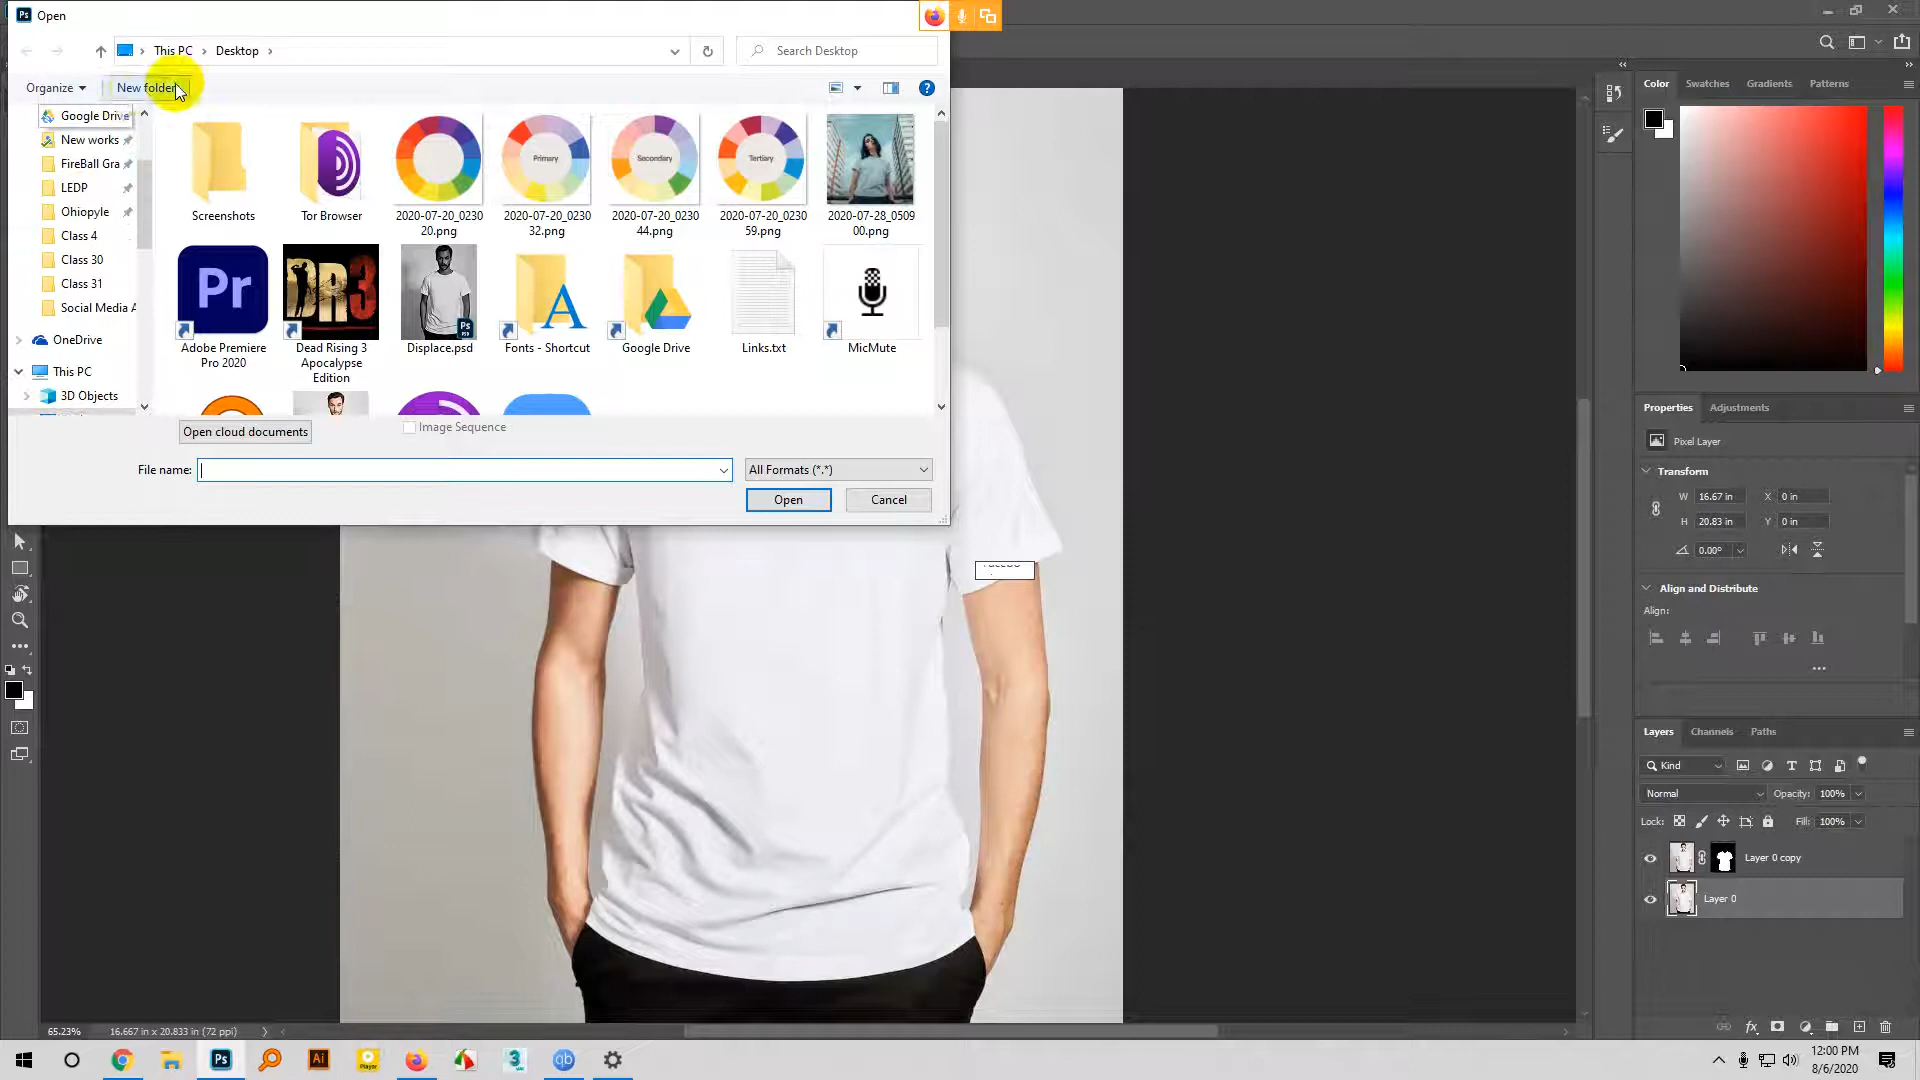 Open
This PC
Desktop
Search Desktop
Organize
New folder
Google Drive
New works
FireBall Gra
LEDP
Ohiopyle
Class 4
Class 30
Class 31
Social Media A
OneDrive
This PC
3D Objects
Screenshots
Tor Browser
2020-07-20_0230
20.png
Primary
2020-07-20_0230
32.png
Secondary
2020-07-20_0230
44.png
Tertiary
2020-07-20_0230
59.png
2020-07-28_0509
00.png
Pr
Adobe Premiere
Pro 2020
DR3
Dead Rising 3
Apocalypse
Edition
Displace.psd
Fonts - Shortcut
Google Drive
Links.txt
MicMute
Open cloud documents
Image Sequence
File name:
All Formats (*.*)
Open
Cancel
Color
Swatches
Gradients
Patterns
Properties
Adjustments
Pixel Layer
Transform
W 16.67 in X 0 in
H 20.83 in Y 0 in
0.00°
Align and Distribute
Align:
Layers
Channels
Paths
Kind
Normal
Opacity: 100%
Lock:
Fill: 100%
Layer 0 copy
Layer 0
65.23%
16.667 in x 20.833 in (72 ppi)
Ps
Ai
Player
3
qb
12:00 PM
8/6/2020